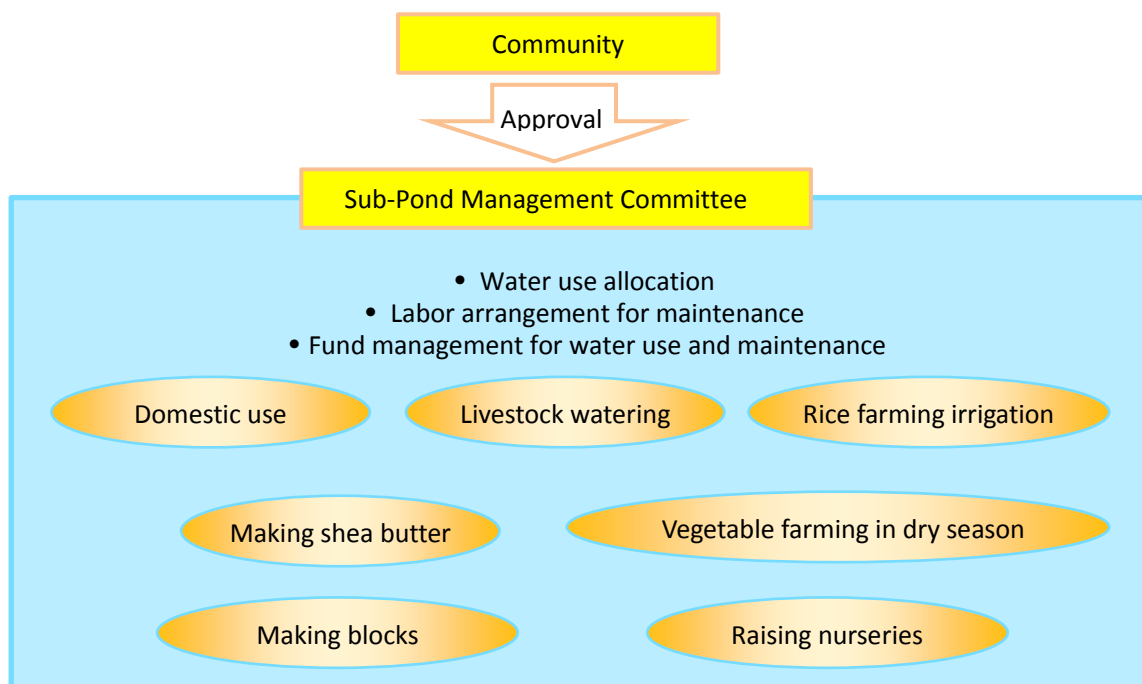 Community
Approval
Sub-Pond Management Committee
• Water use allocation
• Labor arrangement for maintenance
• Fund management for water use and maintenance
Domestic use
Livestock watering
Rice farming irrigation
Making shea butter
Vegetable farming in dry season
Making blocks
Raising nurseries